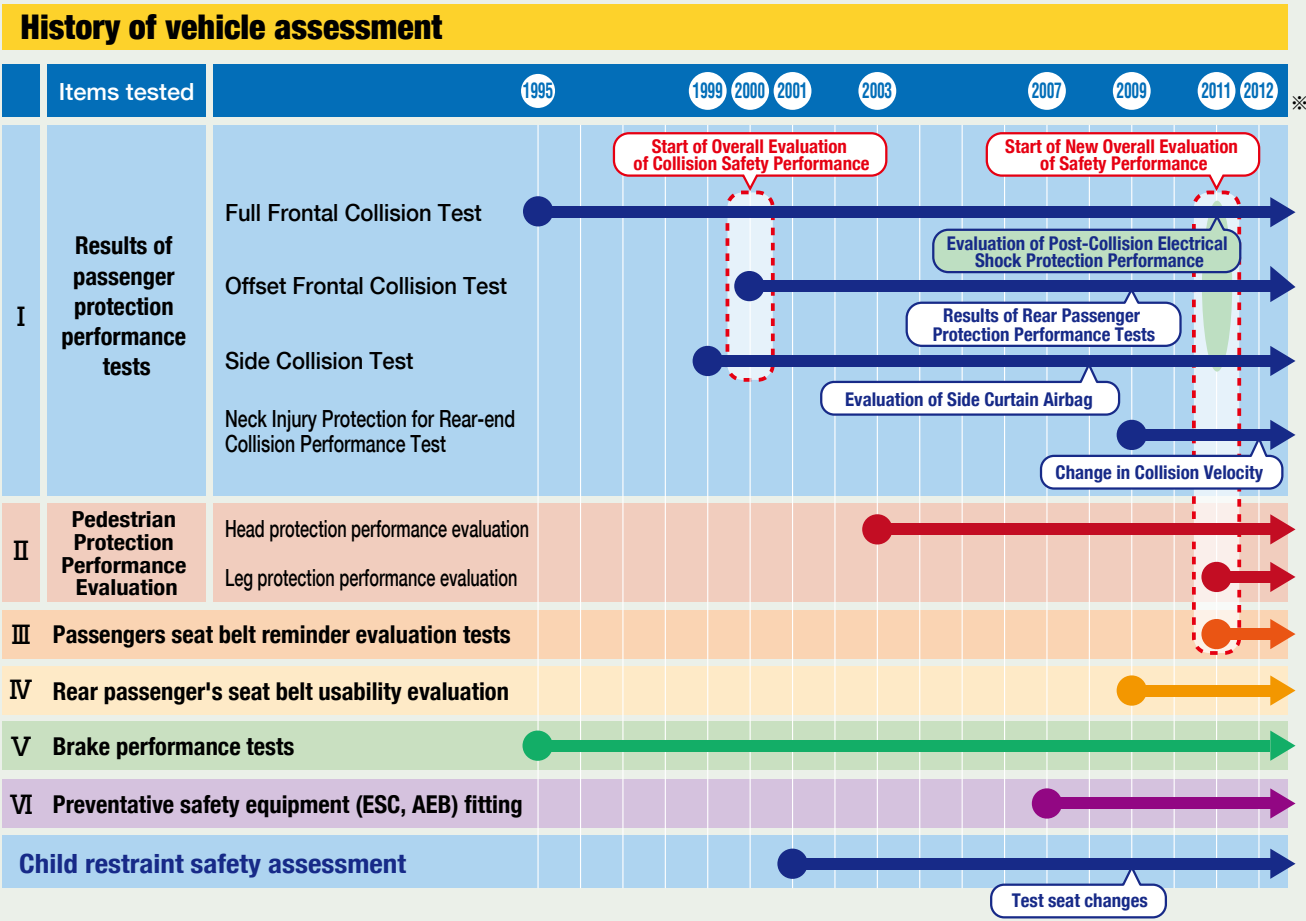 History of vehicle assessment
Items tested
1995
1999
2000
2001
2003
2007
2009
2011
2012
※
Start of Overall Evaluation
of Collision Safety Performance
Start of New Overall Evaluation
of Safety Performance
Ⅰ
Results of
passenger
protection
performance
tests
Full Frontal Collision Test
Evaluation of Post-Collision Electrical
Shock Protection Performance
Offset Frontal Collision Test
Results of Rear Passenger
Protection Performance Tests
Side Collision Test
Evaluation of Side Curtain Airbag
Neck Injury Protection for Rear-end
Collision Performance Test
Change in Collision Velocity
Ⅱ
Pedestrian
Protection
Performance
Evaluation
Head protection performance evaluation
Leg protection performance evaluation
Ⅲ Passengers seat belt reminder evaluation tests
Ⅳ Rear passenger's seat belt usability evaluation
Ⅴ Brake performance tests
Ⅵ Preventative safety equipment (ESC, AEB) fitting
Child restraint safety assessment
Test seat changes